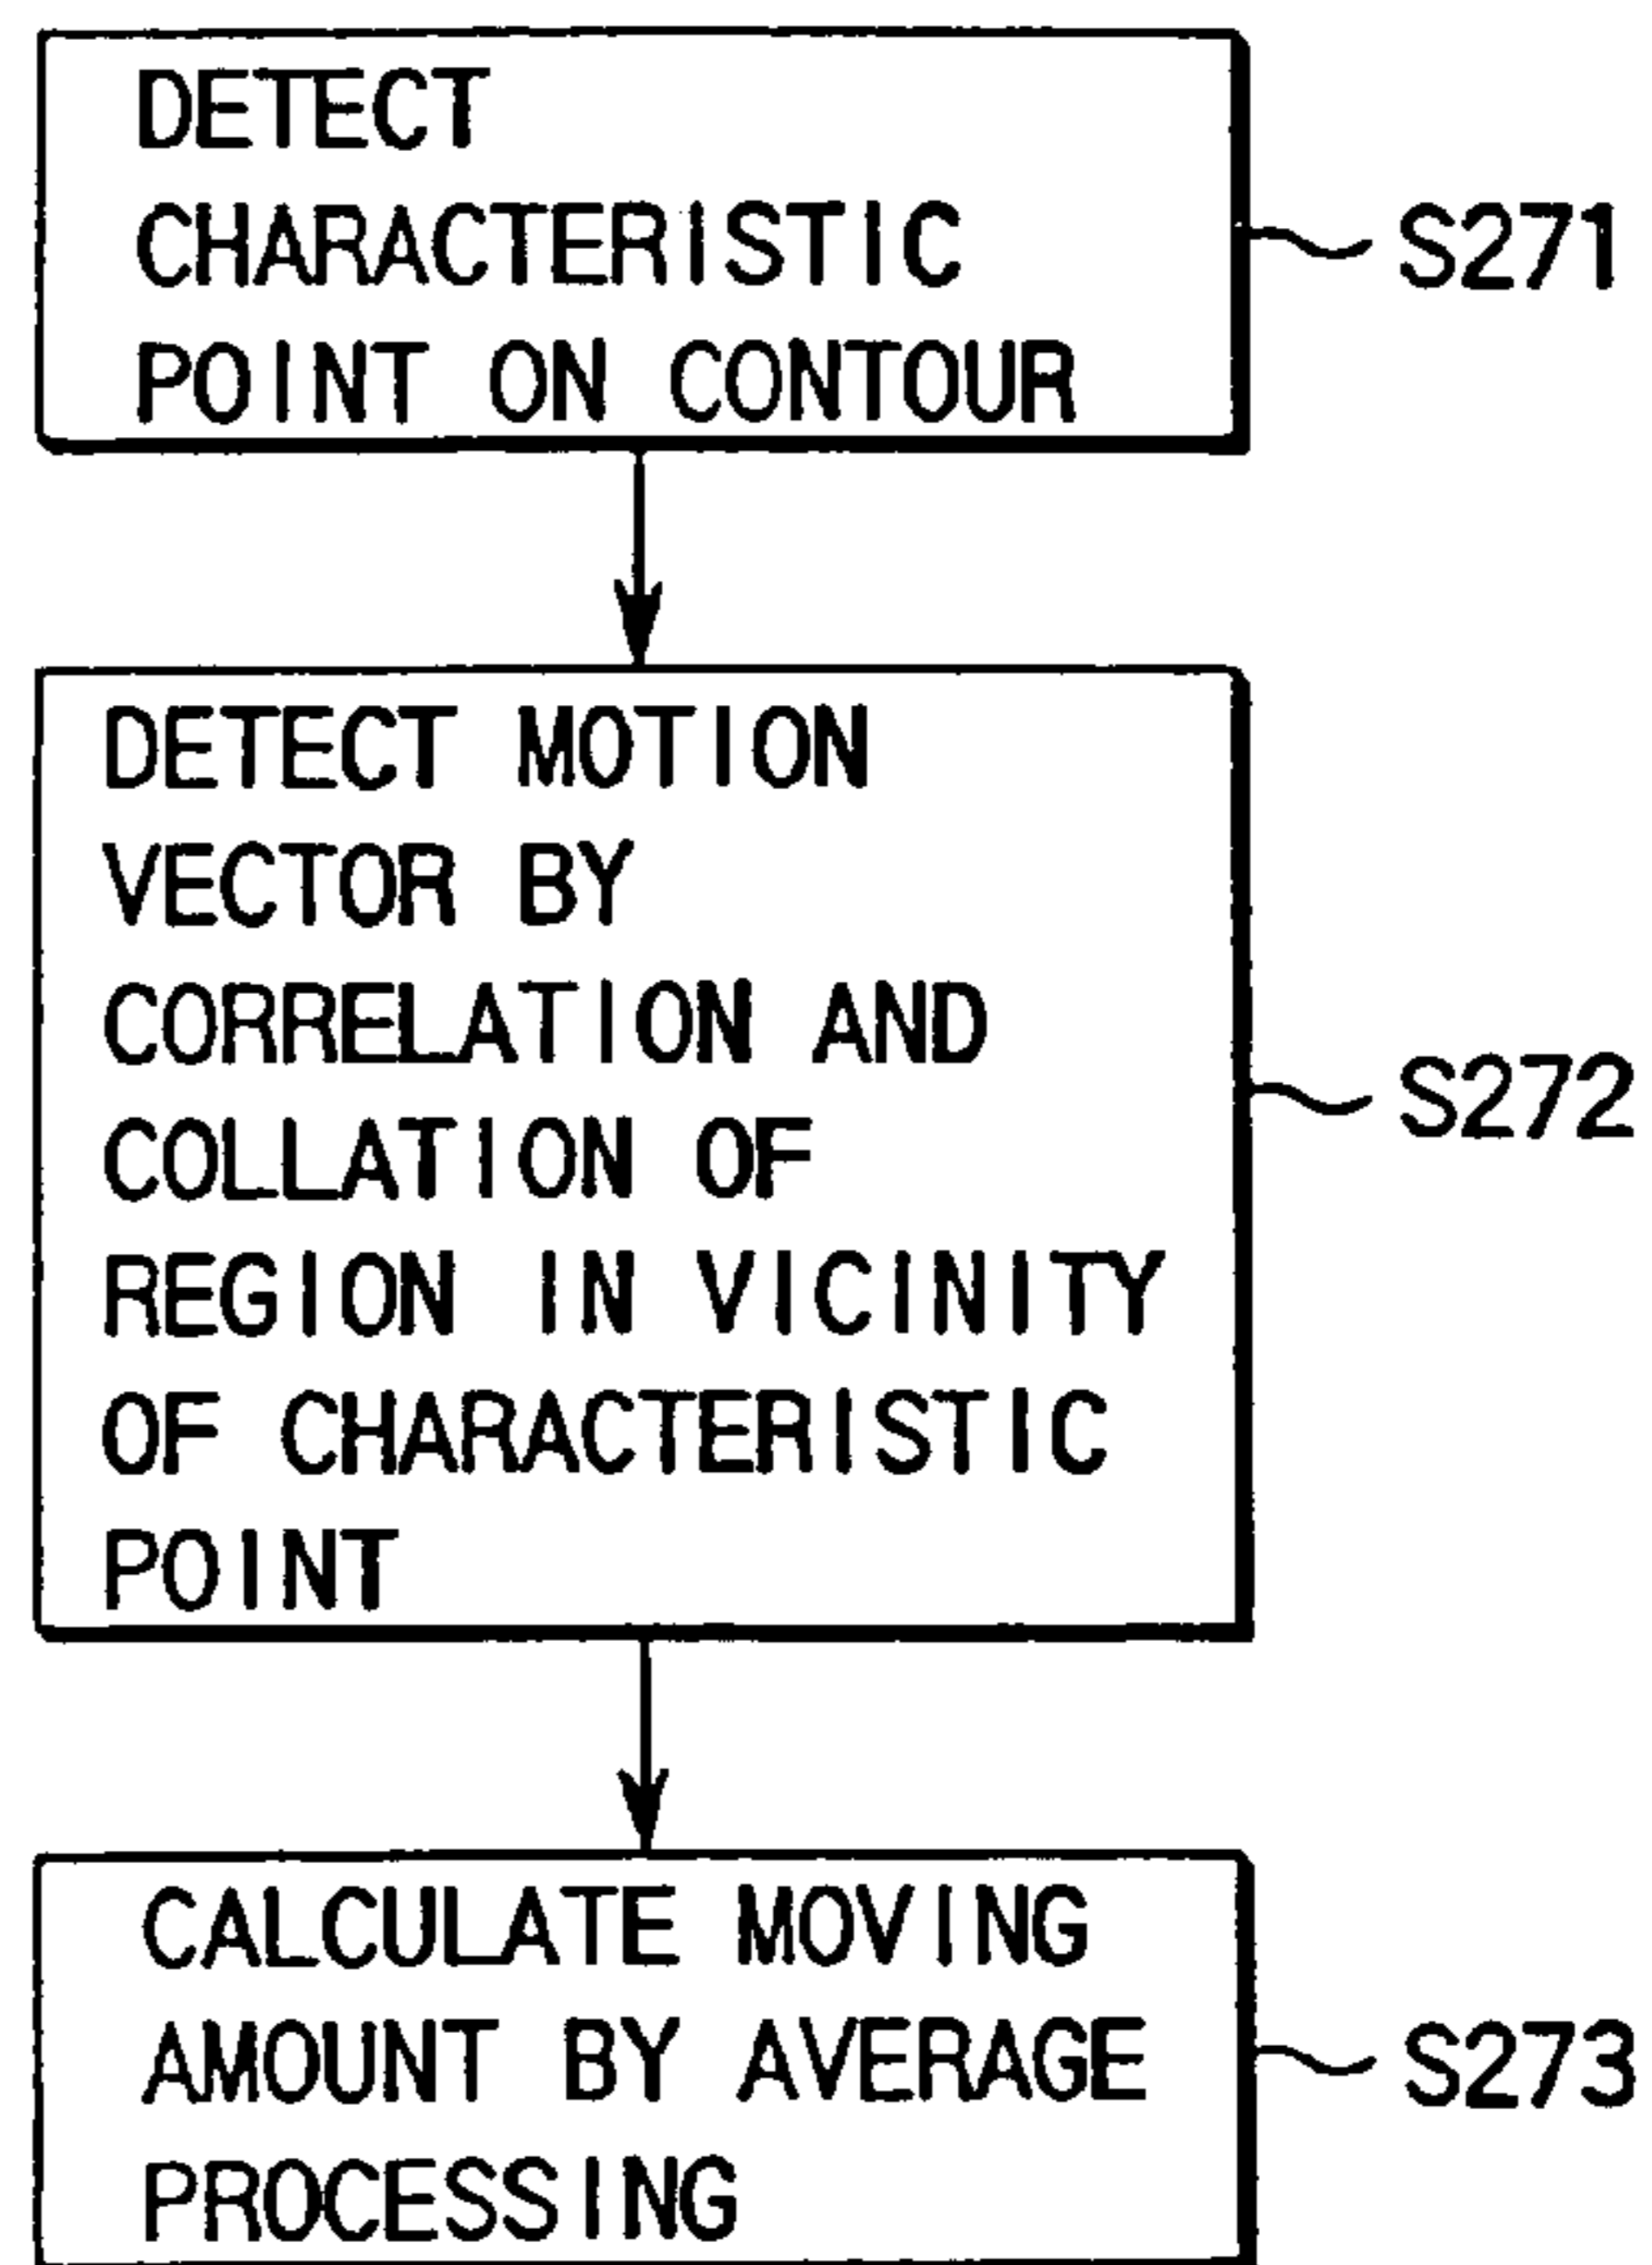 DETECT
CHARACTERISTIC
POINT ON CONTOUR
S271
DETECT MOTION
VECTOR BY
CORRELATION AND
COLLATION OF
REGION IN VICINITY
OF CHARACTERISTIC
POINT
S272
CALCULATE MOVING
AMOUNT BY AVERAGE
PROCESSING
S273